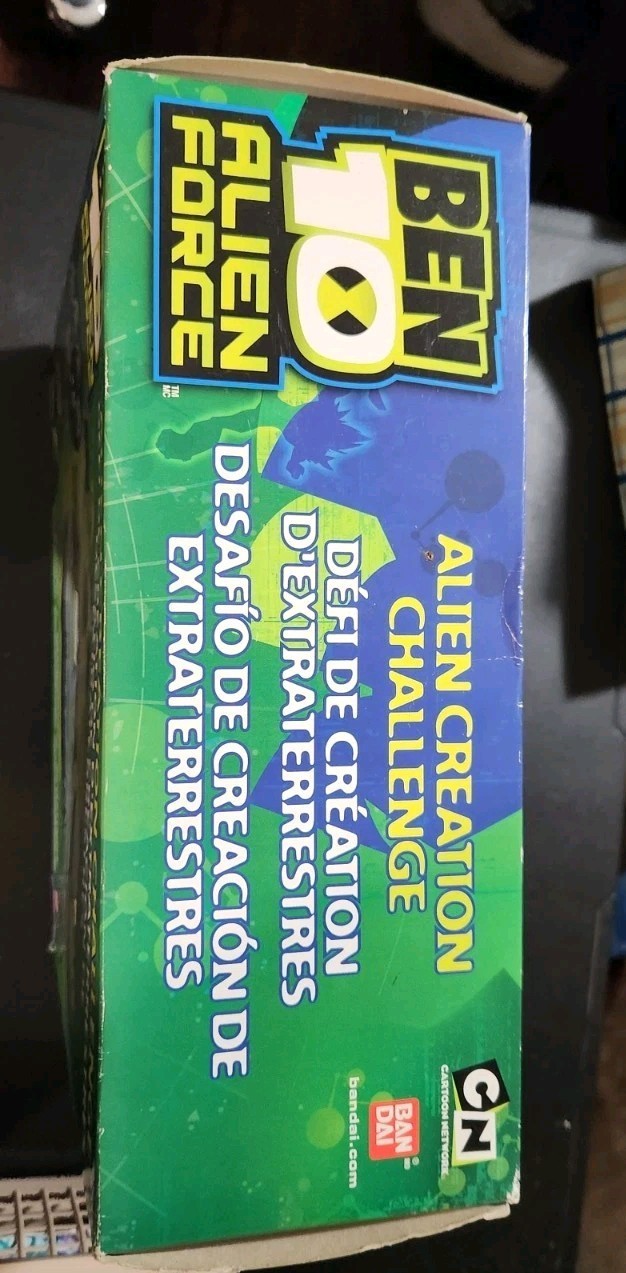 BEN
10
ALIEN
FORCE
TM
MC
ALIEN CREATION
CHALLENGE
DÉFI DE CRÉATION
D'EXTRATERRESTRES
DESAFÍO DE CREACIÓN DE
EXTRATERRESTRES
CN
CARTOON NETWORK
BAN
DAI
®
bandai.com